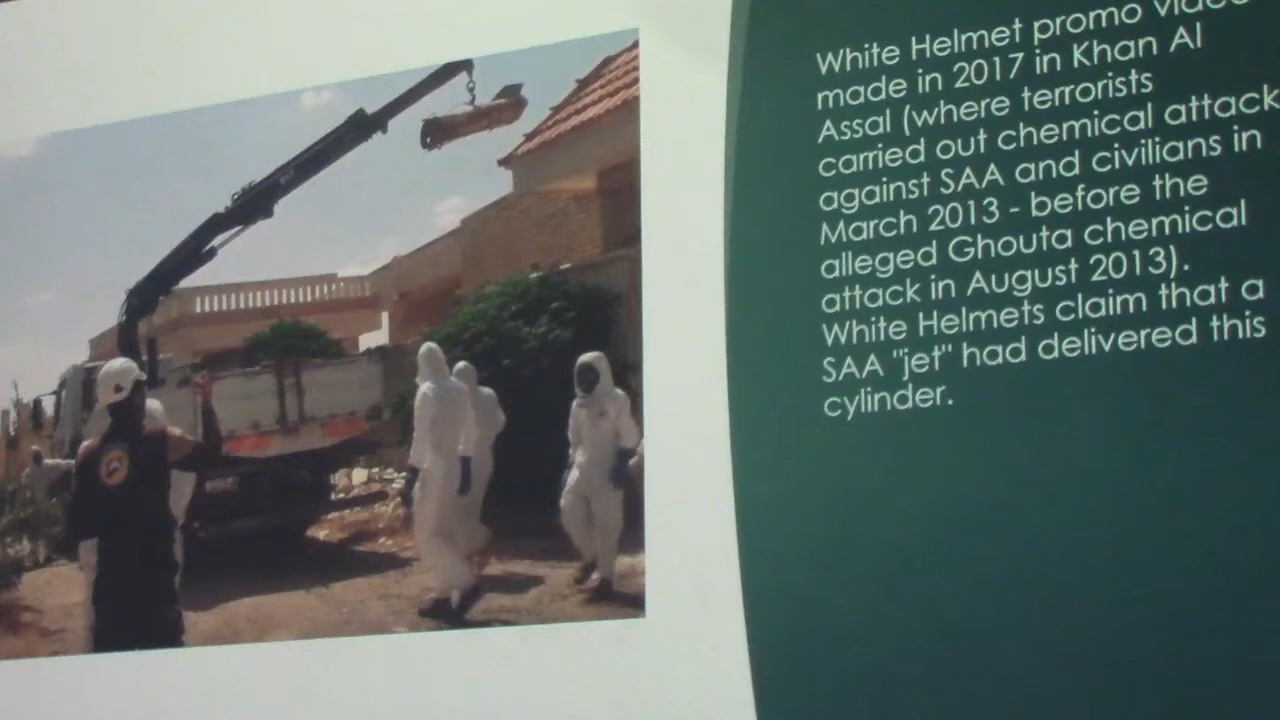 White Helmet promo video
made in 2017 in Khan Al
Assal (where terrorists
carried out chemical attack
against SAA and civilians in
March 2013 - before the
alleged Ghouta chemical
attack in August 2013).
White Helmets claim that a
SAA "jet" had delivered this
cylinder.